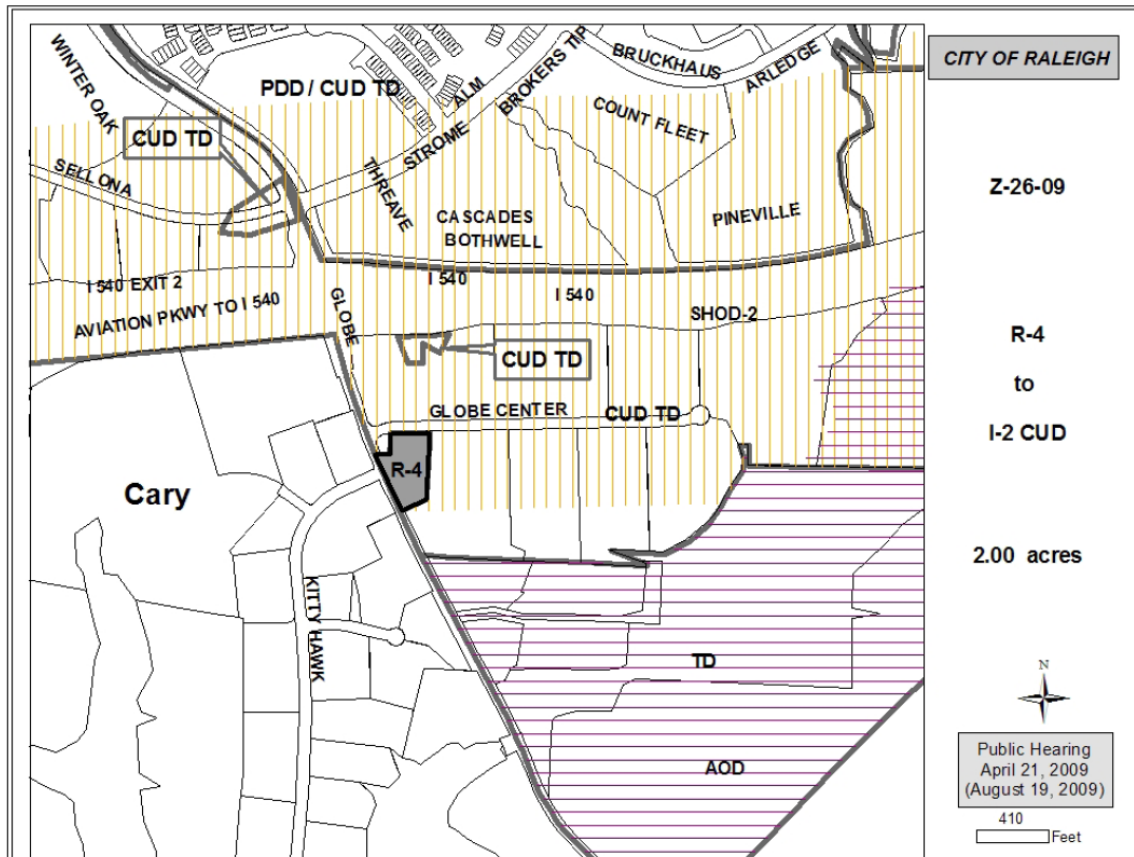 CITY OF RALEIGH
Z-26-09
R-4
to
I-2 CUD
2.00 acres
N
Public Hearing
April 21, 2009
(August 19, 2009)
410
Feet
WINTER OAK
PDD / CUD TD
ALM
BROKERS TIP
BRUCKHAUS
ARLEDGE
CUD TD
COUNT FLEET
STROME
SELLONA
THREAVE
CASCADES
BOTHWELL
PINEVILLE
I 540 EXIT 2
I 540
I 540
AVIATION PKWY TO I 540
GLOBE
SHOD-2
CUD TD
GLOBE CENTER
CUD TD
R-4
Cary
KITTY HAWK
TD
AOD